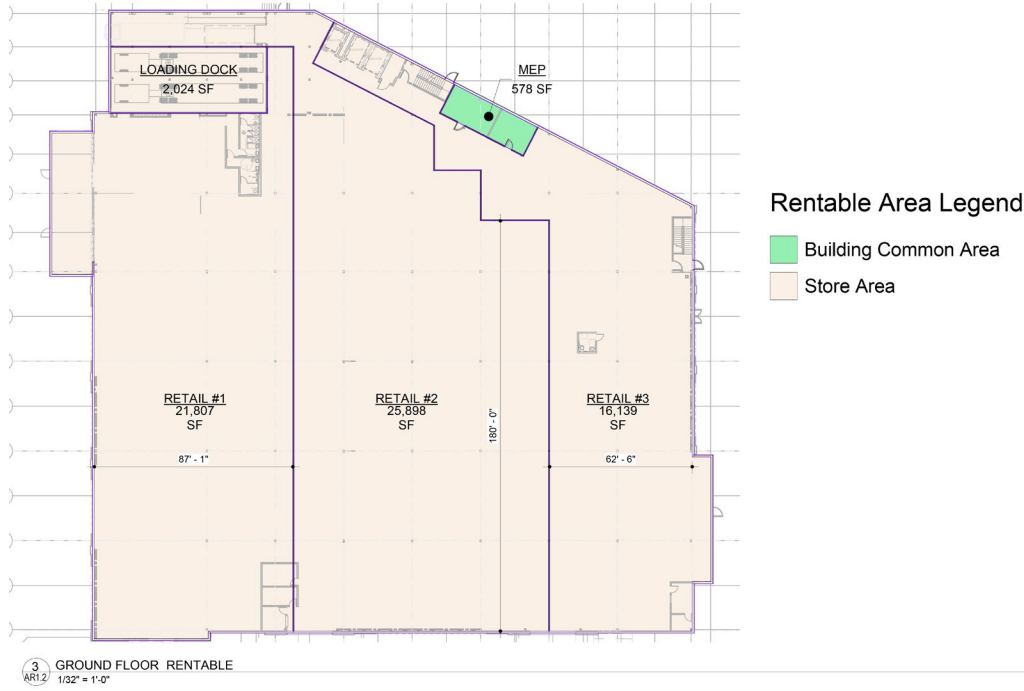 LOADING DOCK
2,024 SF
MEP
578 SF
Rentable Area Legend
Building Common Area
Store Area
RETAIL #1
21,807
SF
RETAIL #2
25,898
SF
RETAIL #3
16,139
SF
180' - 0"
87' - 1"
62' - 6"
3
AR1.2
GROUND FLOOR RENTABLE
1/32" = 1'-0"